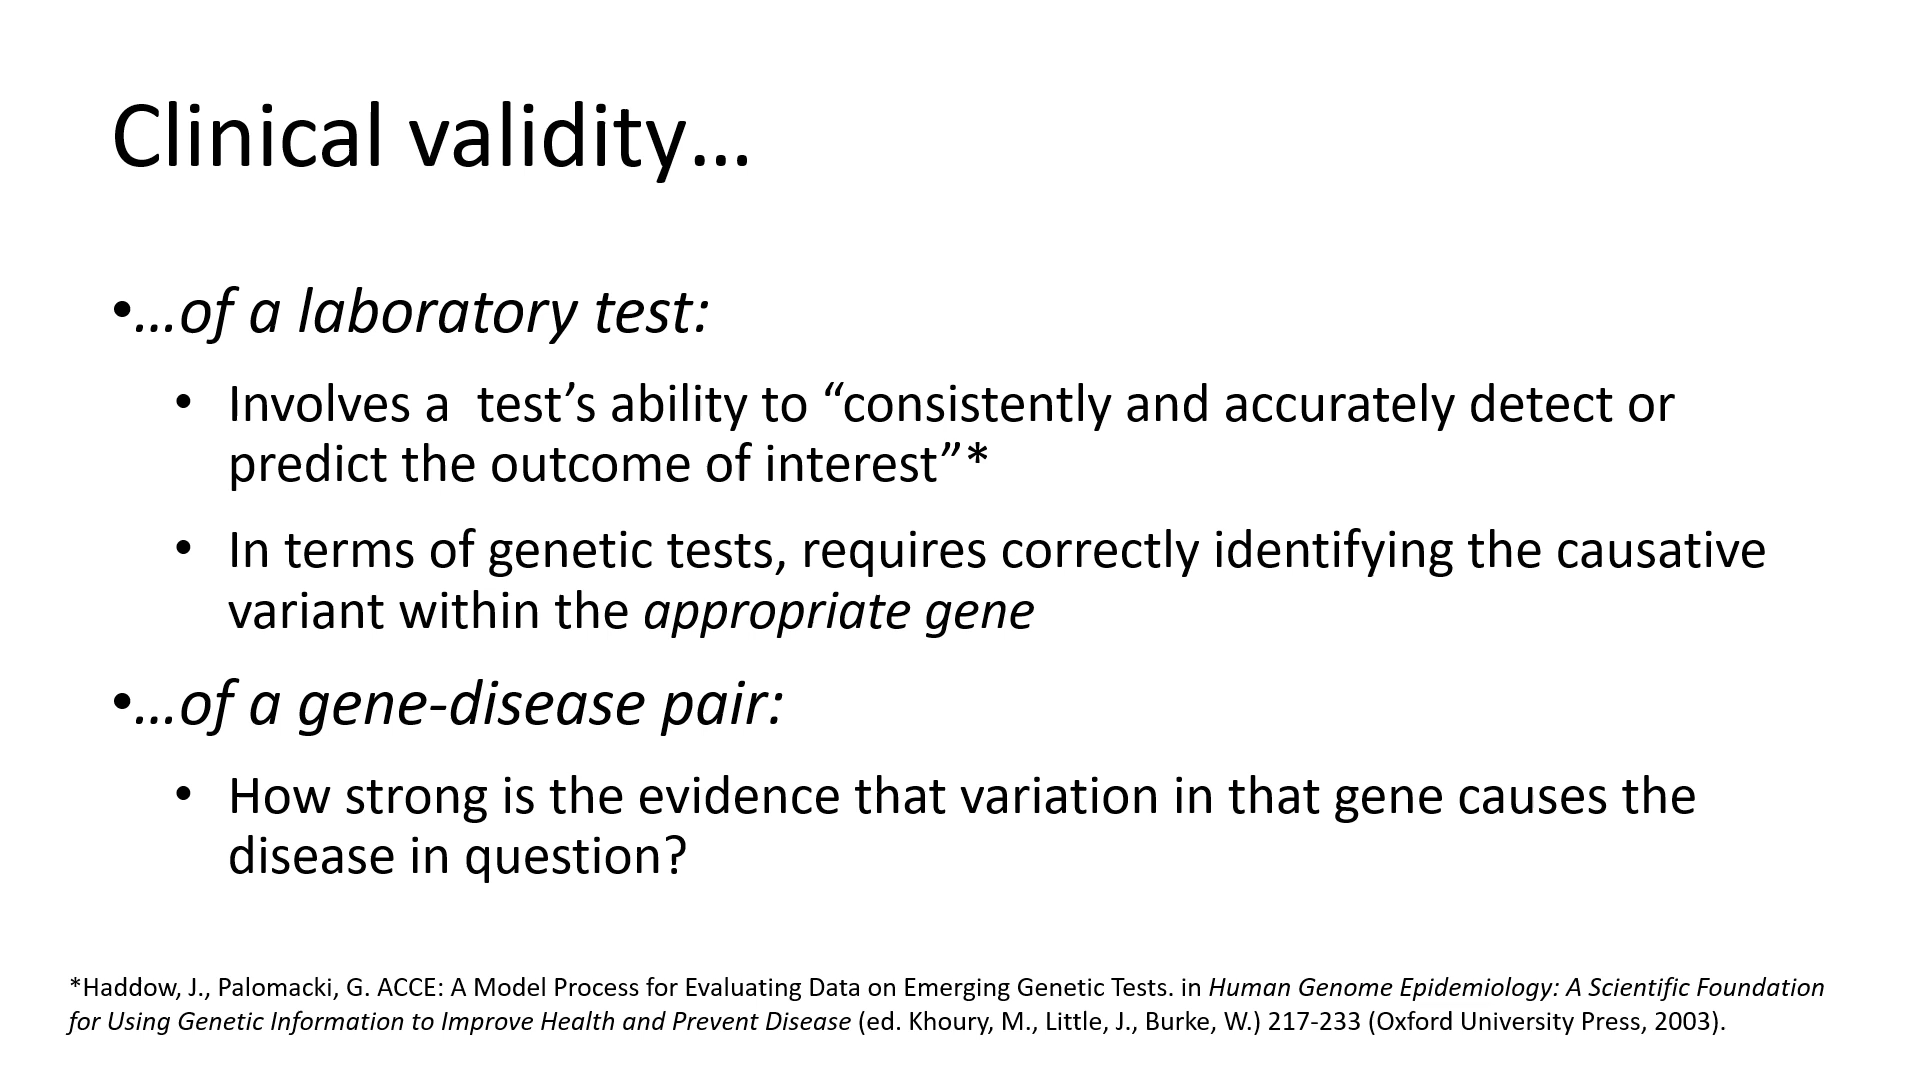 Clinical validity…
•…of a laboratory test:
• Involves a  test’s ability to “consistently and accurately detect or
predict the outcome of interest”*
• In terms of genetic tests, requires correctly identifying the causative
variant within the appropriate gene
•…of a gene-disease pair:
• How strong is the evidence that variation in that gene causes the
disease in question?
*Haddow, J., Palomacki, G. ACCE: A Model Process for Evaluating Data on Emerging Genetic Tests. in Human Genome Epidemiology: A Scientific Foundation
for Using Genetic Information to Improve Health and Prevent Disease (ed. Khoury, M., Little, J., Burke, W.) 217-233 (Oxford University Press, 2003).